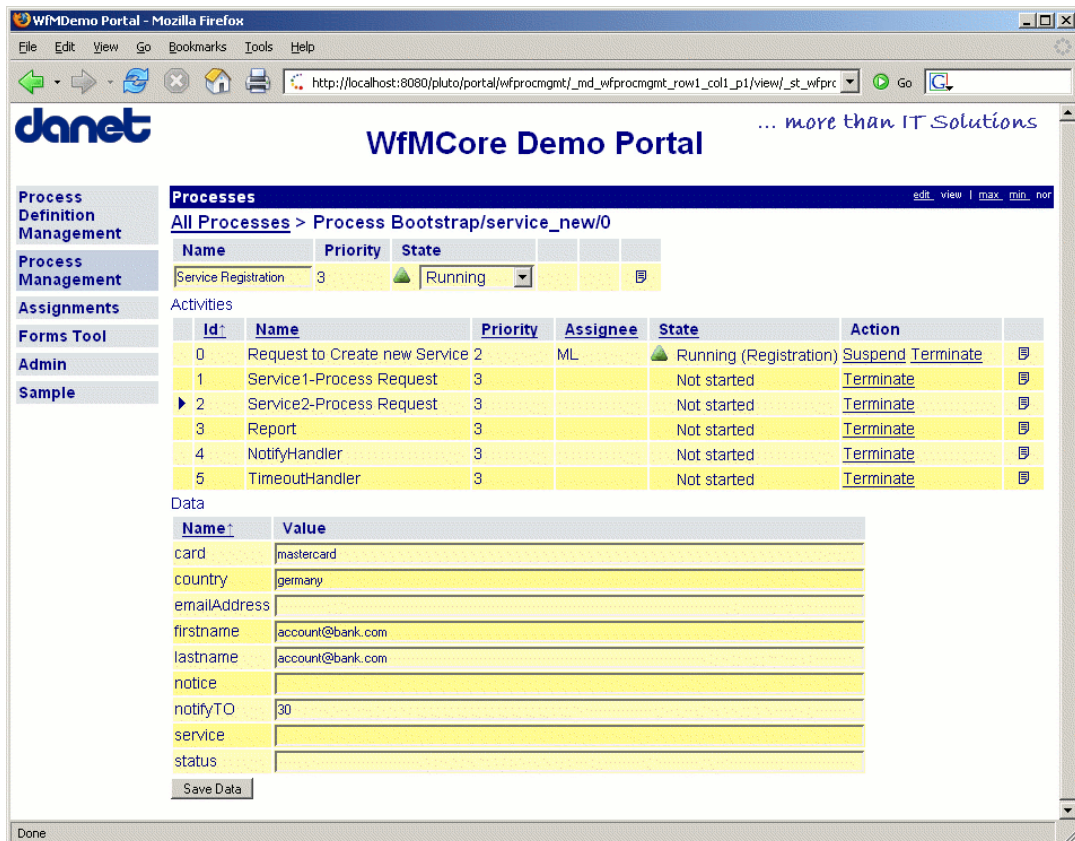 WfMDemo Portal - Mozilla Firefox
File Edit View Go Bookmarks Tools Help
http://localhost:8080/pluto/portal/wfprocmgmt/_md_wfprocmgmt_row1_col1_p1/view/_st_wfprc Go G
danet
... more than IT Solutions
WfMCore Demo Portal
Process Definition Management
Process Management
Assignments
Forms Tool
Admin
Sample
Processes edit view | max min nor
All Processes > Process Bootstrap/service_new/0
Name Priority State
Service Registration 3 Running
Activities
Id↑ Name Priority Assignee State Action
0 Request to Create new Service 2 ML Running (Registration) Suspend Terminate
1 Service1-Process Request 3 Not started Terminate
2 Service2-Process Request 3 Not started Terminate
3 Report 3 Not started Terminate
4 NotifyHandler 3 Not started Terminate
5 TimeoutHandler 3 Not started Terminate
Data
Name↑ Value
card mastercard
country germany
emailAddress
firstname account@bank.com
lastname account@bank.com
notice
notifyTO 30
service
status
Save Data
Done